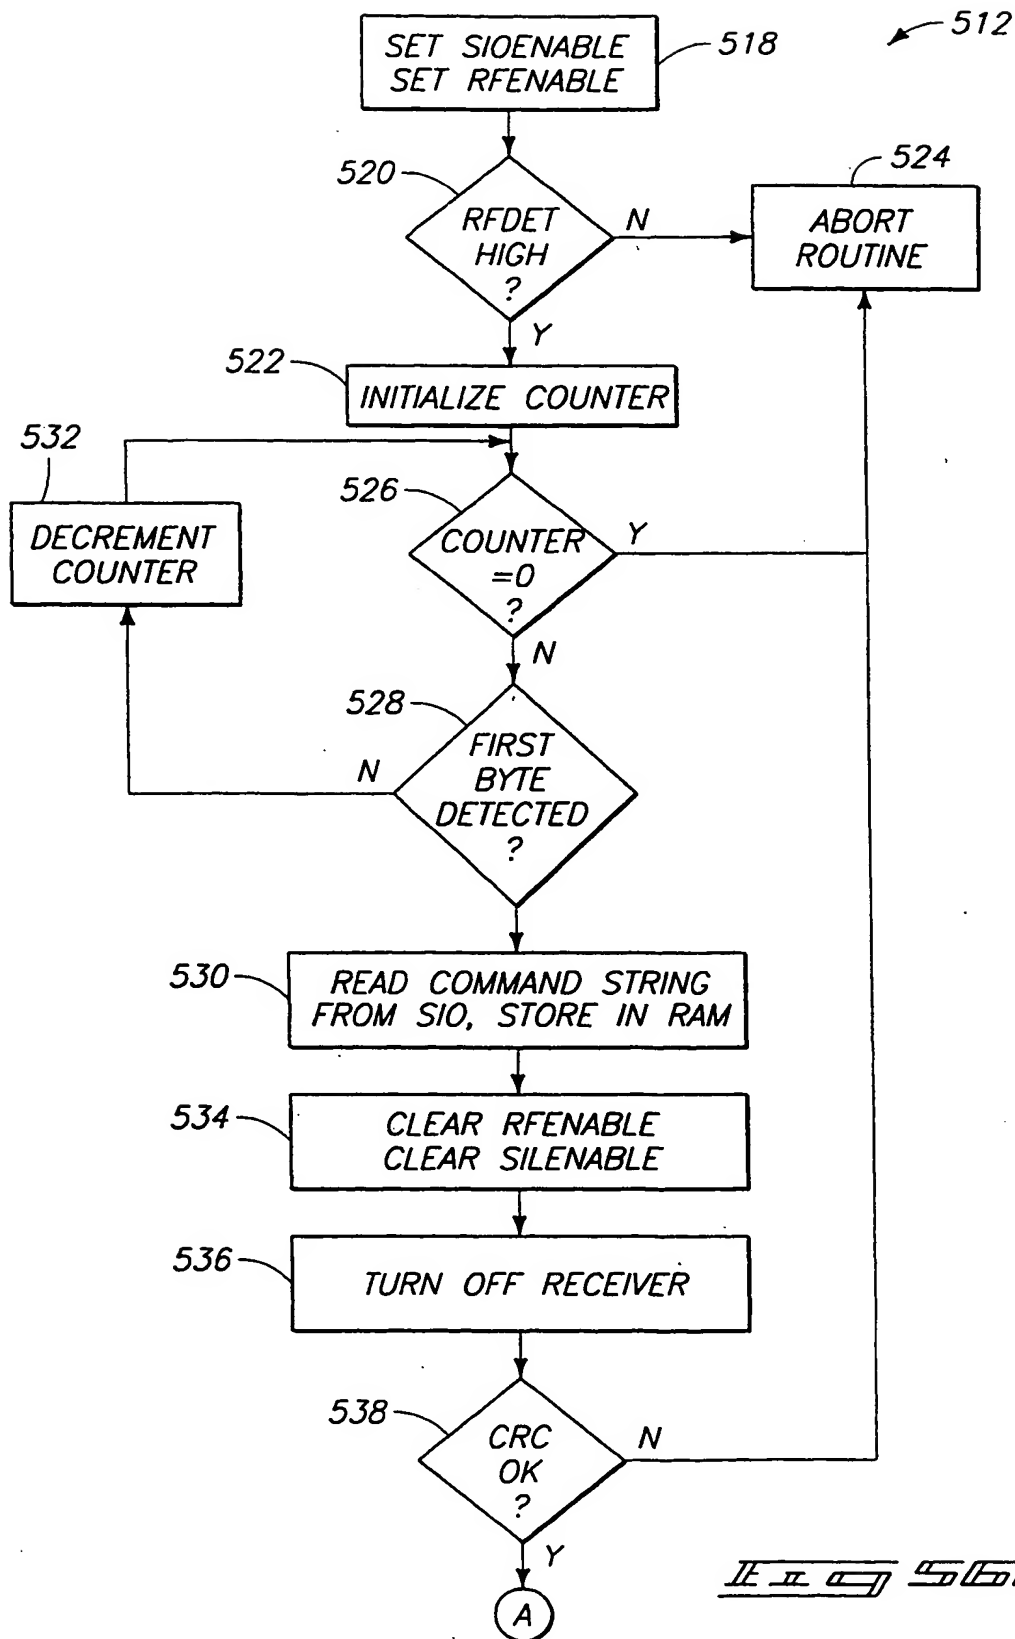 512
SET SIOENABLE
SET RFENABLE
518
520
RFDET
HIGH
?
N
524
ABORT
ROUTINE
Y
522
INITIALIZE COUNTER
532
DECREMENT
COUNTER
526
COUNTER
=0
?
Y
N
528
FIRST
BYTE
DETECTED
?
N
530
READ COMMAND STRING
FROM SIO, STORE IN RAM
534
CLEAR RFENABLE
CLEAR SILENABLE
536
TURN OFF RECEIVER
538
CRC
OK
?
N
Y
A